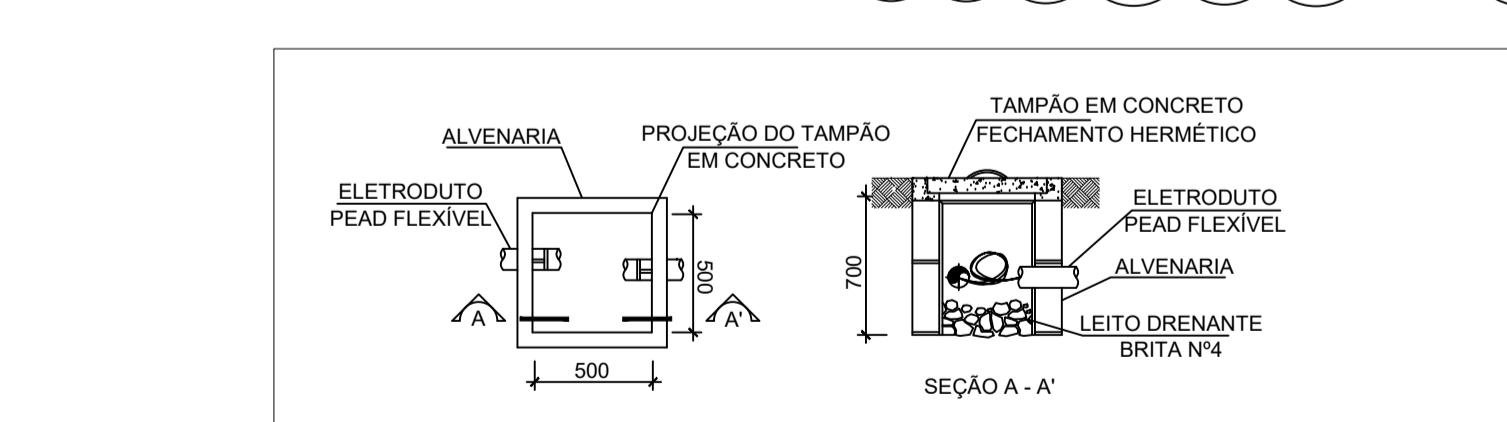 ALVENARIA
PROJEÇÃO DO TAMPÃO
EM CONCRETO
ELETRODUTO
PEAD FLEXÍVEL
500
A
A'
500
TAMPÃO EM CONCRETO
FECHAMENTO HERMÉTICO
ELETRODUTO
PEAD FLEXÍVEL
700
ALVENARIA
LEITO DRENANTE
BRITA Nº4
SEÇÃO A - A'